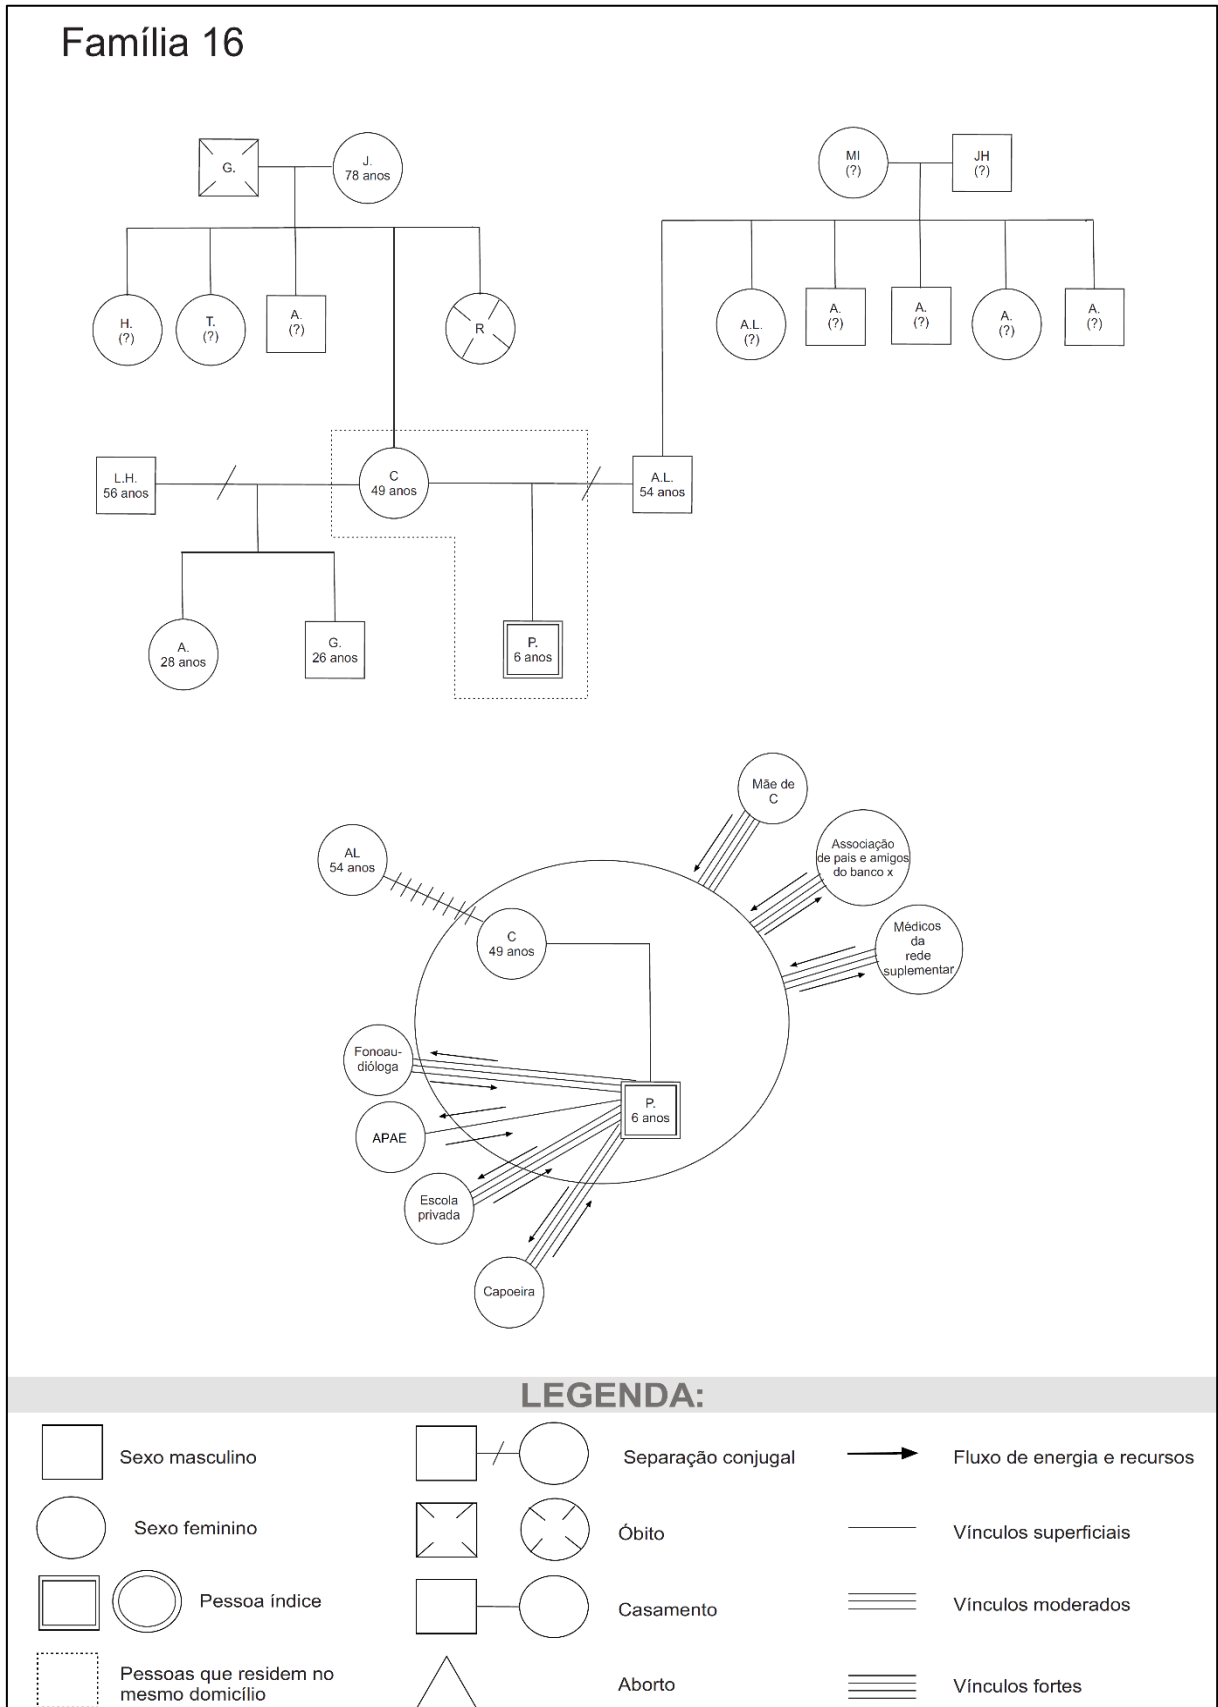 Família 16
G.
J.
78 anos
MI
(?)
JH
(?)
H.
(?)
T.
(?)
A.
(?)
R
A.L.
(?)
A.
(?)
A.
(?)
A.
(?)
A.
(?)
L.H.
56 anos
C
49 anos
A.L.
54 anos
A.
28 anos
G.
26 anos
P.
6 anos
Mãe de
C
AL
54 anos
Associação
de pais e amigos
do banco x
C
49 anos
Médicos
da
rede
suplementar
Fonoau-
dióloga
P.
6 anos
APAE
Escola
privada
Capoeira
LEGENDA:
Sexo masculino
Separação conjugal
Fluxo de energia e recursos
Sexo feminino
Óbito
Vínculos superficiais
Pessoa índice
Casamento
Vínculos moderados
Pessoas que residem no
mesmo domicílio
Aborto
Vínculos fortes